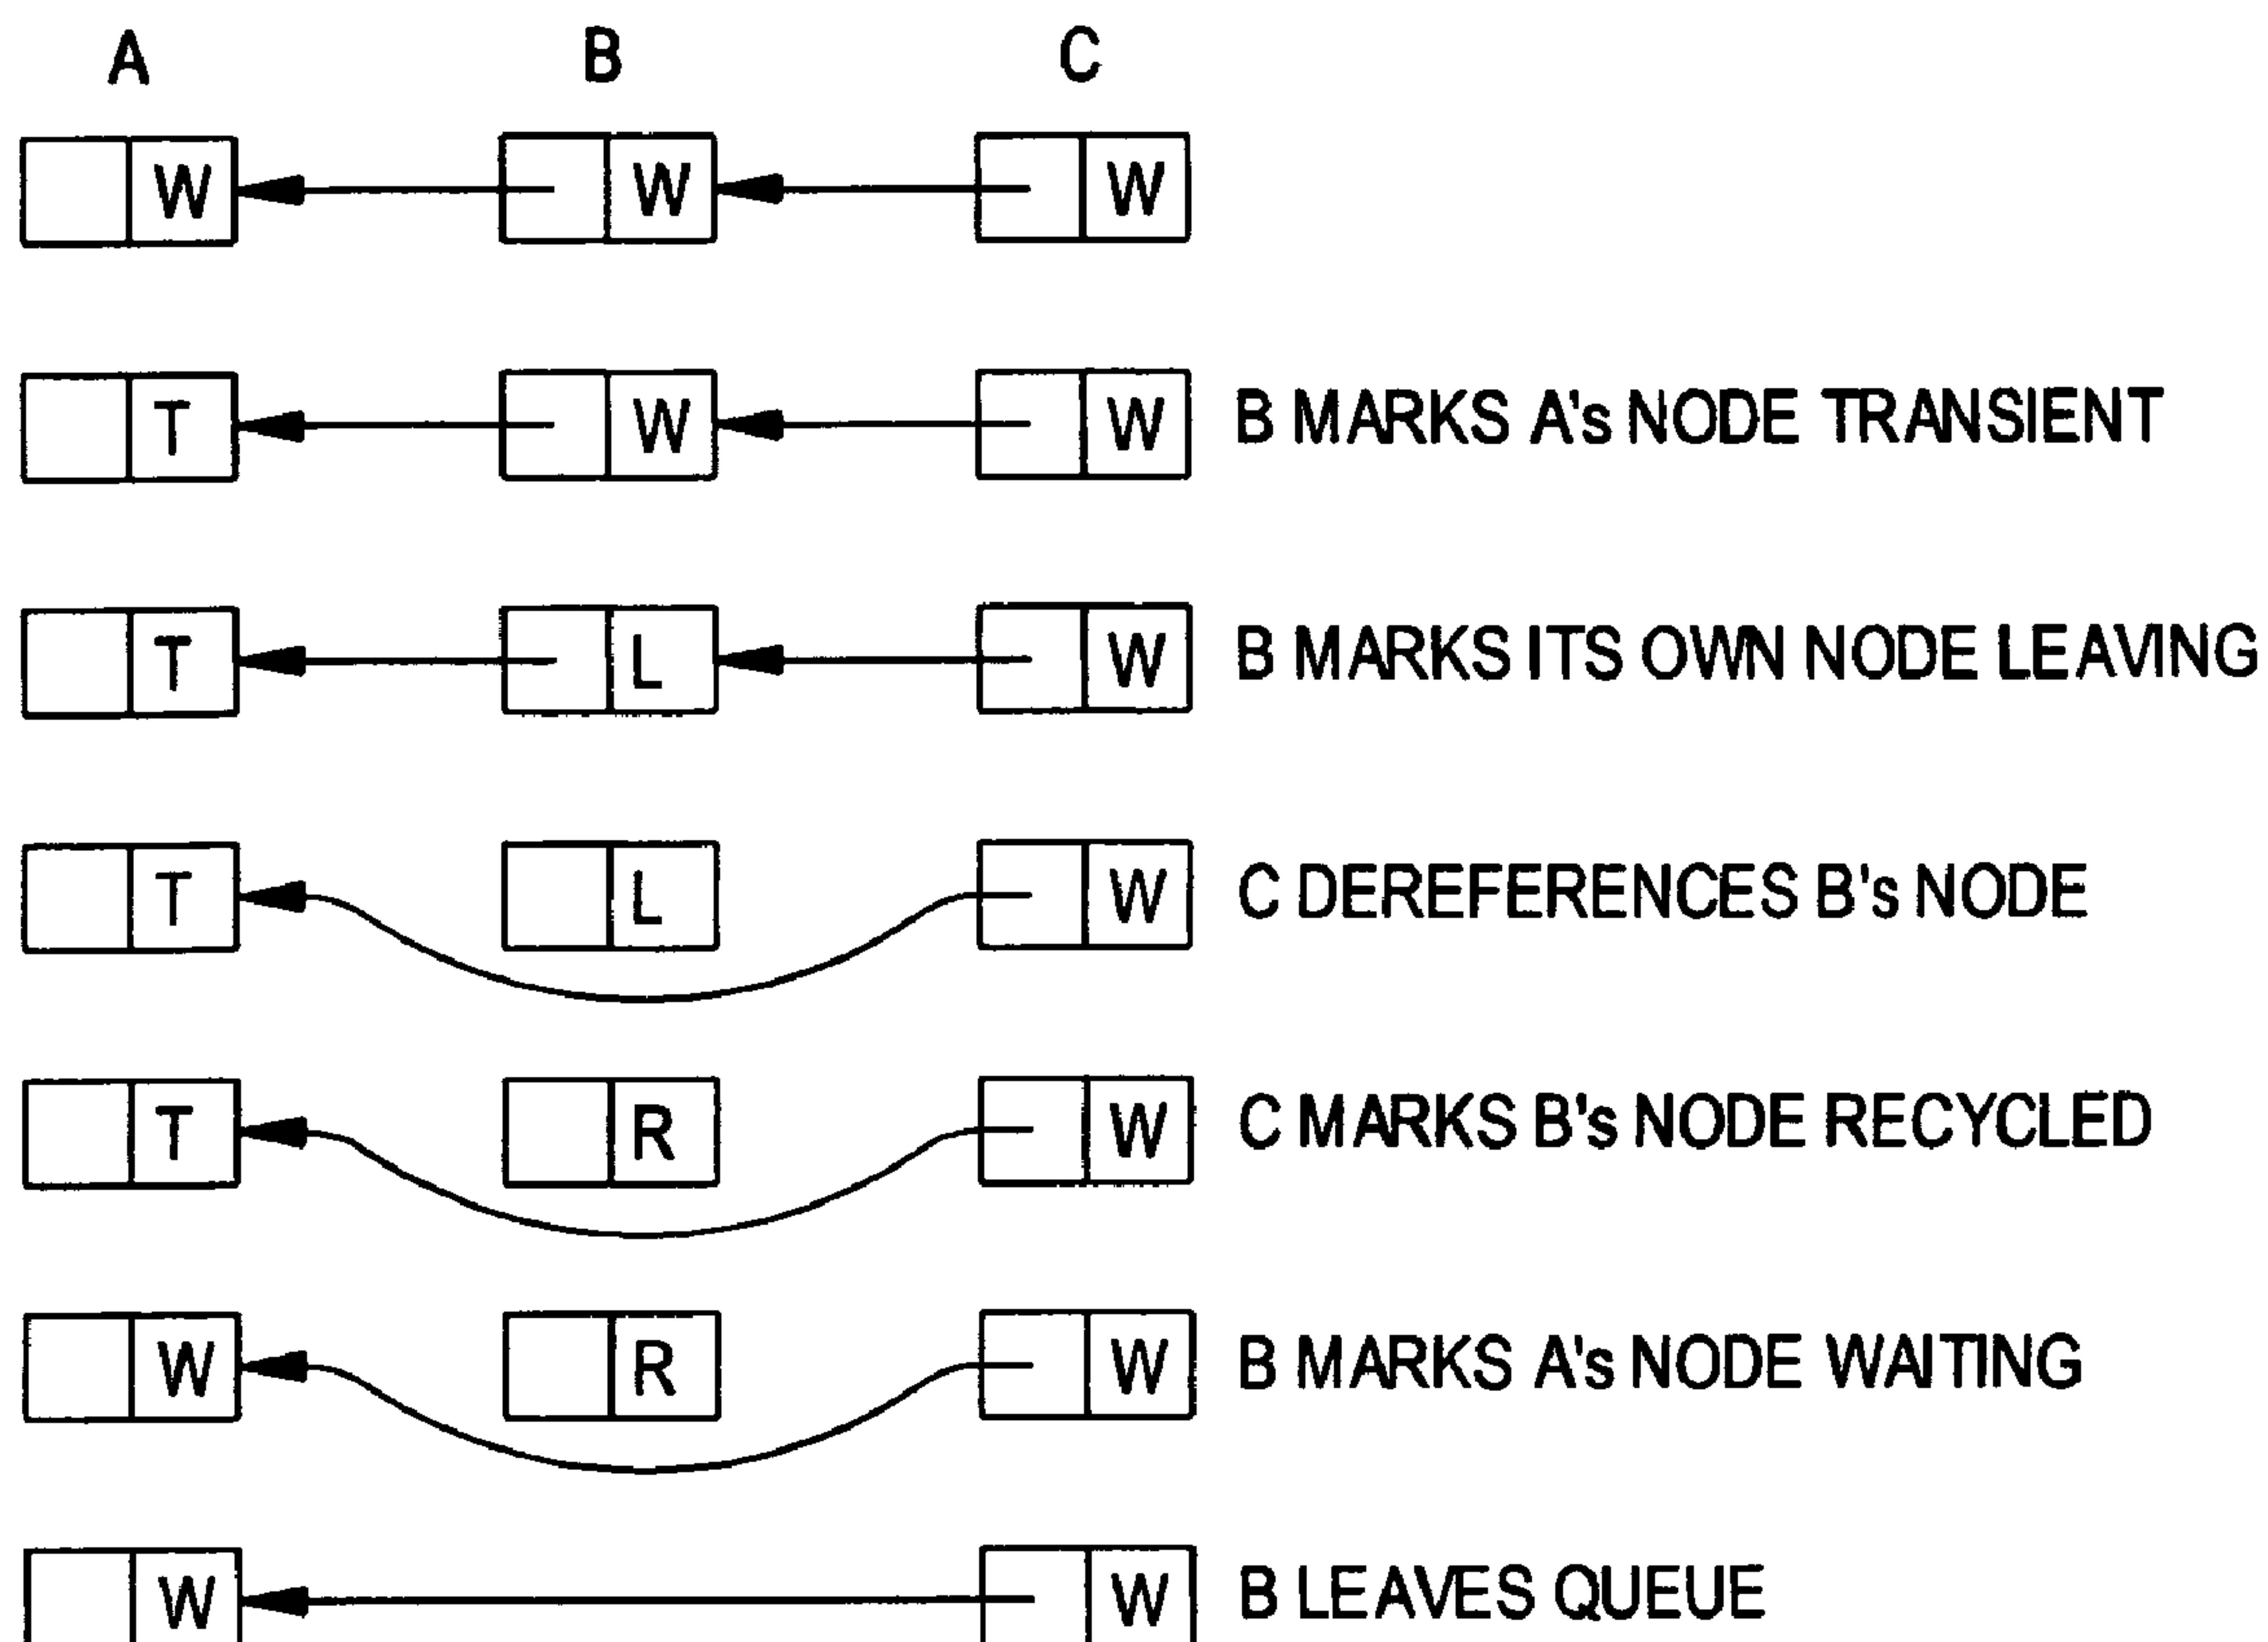 A B C
W W W
T W W B MARKS A's NODE TRANSIENT
T L W B MARKS ITS OWN NODE LEAVING
T L W C DEREFERENCES B's NODE
T R W C MARKS B's NODE RECYCLED
W R W B MARKS A's NODE WAITING
W W B LEAVES QUEUE